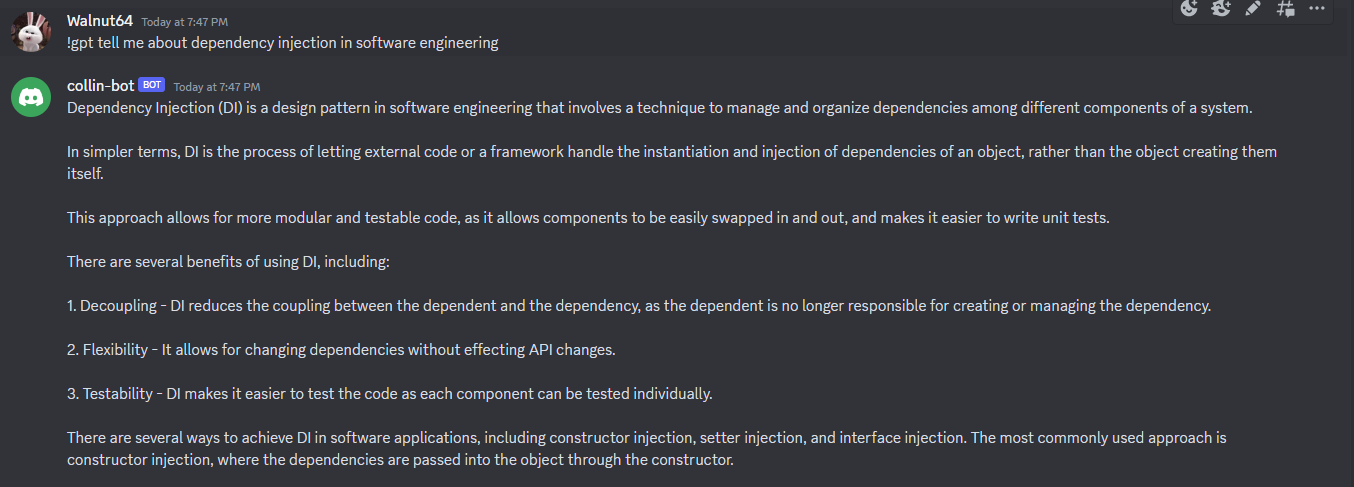 Walnut64 Today at 7:47 PM
!gpt tell me about dependency injection in software engineering
collin-bot BOT Today at 7:47 PM
Dependency Injection (DI) is a design pattern in software engineering that involves a technique to manage and organize dependencies among different components of a system.
In simpler terms, DI is the process of letting external code or a framework handle the instantiation and injection of dependencies of an object, rather than the object creating them
itself.
This approach allows for more modular and testable code, as it allows components to be easily swapped in and out, and makes it easier to write unit tests.
There are several benefits of using DI, including:
1. Decoupling - DI reduces the coupling between the dependent and the dependency, as the dependent is no longer responsible for creating or managing the dependency.
2. Flexibility - It allows for changing dependencies without effecting API changes.
3. Testability - DI makes it easier to test the code as each component can be tested individually.
There are several ways to achieve DI in software applications, including constructor injection, setter injection, and interface injection. The most commonly used approach is
constructor injection, where the dependencies are passed into the object through the constructor.